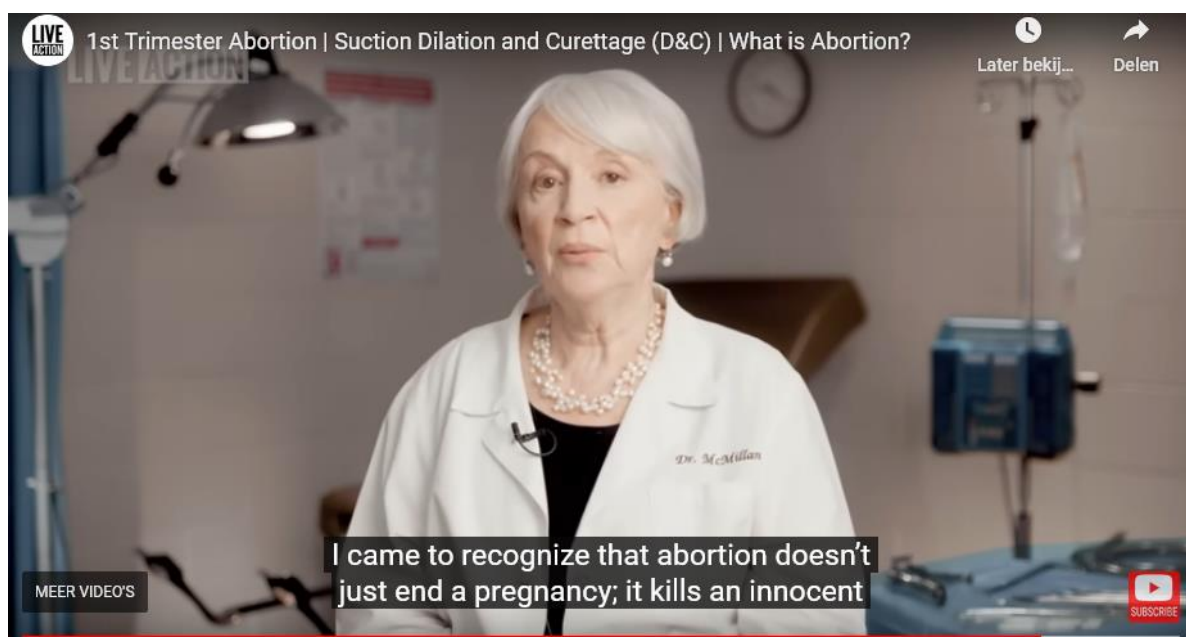 LIVE
ACTION
1st Trimester Abortion | Suction Dilation and Curettage (D&C) | What is Abortion?
LIVE ACTION
Later bekij...
Delen
Dr. McMillan
I came to recognize that abortion doesn't
just end a pregnancy; it kills an innocent
MEER VIDEO'S
SUBSCRIBE